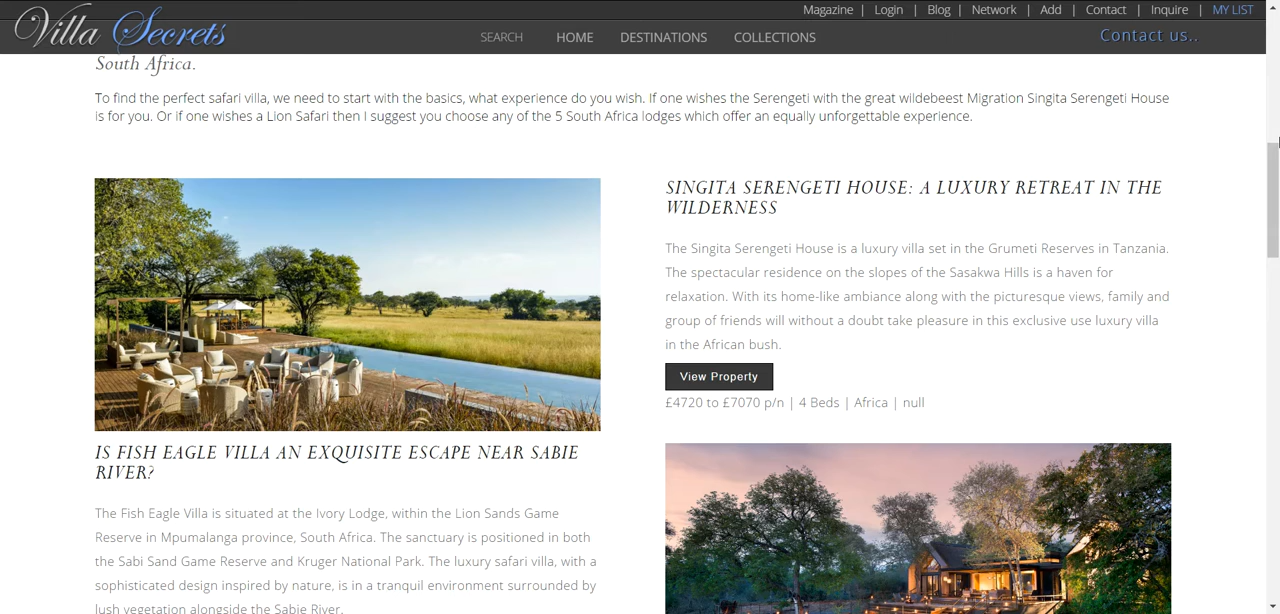 Magazine | Login | Blog | Network | Add | Contact | Inquire | MY LIST
Villa Secrets
SEARCH HOME DESTINATIONS COLLECTIONS
Contact us..
South Africa.
To find the perfect safari villa, we need to start with the basics, what experience do you wish. If one wishes the Serengeti with the great wildebeest Migration Singita Serengeti House
is for you. Or if one wishes a Lion Safari then I suggest you choose any of the 5 South Africa lodges which offer an equally unforgettable experience.
SINGITA SERENGETI HOUSE: A LUXURY RETREAT IN THE
WILDERNESS
The Singita Serengeti House is a luxury villa set in the Grumeti Reserves in Tanzania.
The spectacular residence on the slopes of the Sasakwa Hills is a haven for
relaxation. With its home-like ambiance along with the picturesque views, family and
group of friends will without a doubt take pleasure in this exclusive use luxury villa
in the African bush.
View Property
£4720 to £7070 p/n | 4 Beds | Africa | null
IS FISH EAGLE VILLA AN EXQUISITE ESCAPE NEAR SABIE
RIVER?
The Fish Eagle Villa is situated at the Ivory Lodge, within the Lion Sands Game
Reserve in Mpumalanga province, South Africa. The sanctuary is positioned in both
the Sabi Sand Game Reserve and Kruger National Park. The luxury safari villa, with a
sophisticated design inspired by nature, is in a tranquil environment surrounded by
lush vegetation alongside the Sabie River.